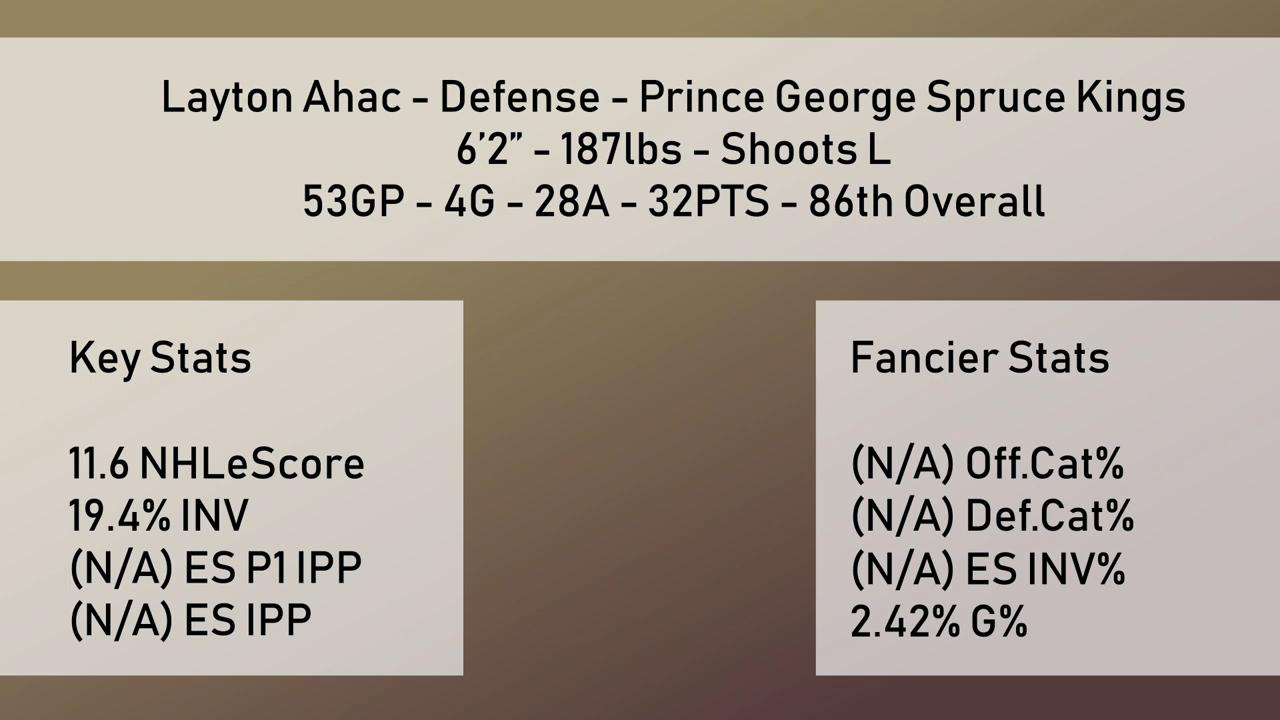 Layton Ahac - Defense - Prince George Spruce Kings
6’2” - 187lbs - Shoots L
53GP - 4G - 28A - 32PTS - 86th Overall
Key Stats
11.6 NHLeScore
19.4% INV
(N/A) ES P1 IPP
(N/A) ES IPP
Fancier Stats
(N/A) Off.Cat%
(N/A) Def.Cat%
(N/A) ES INV%
2.42% G%